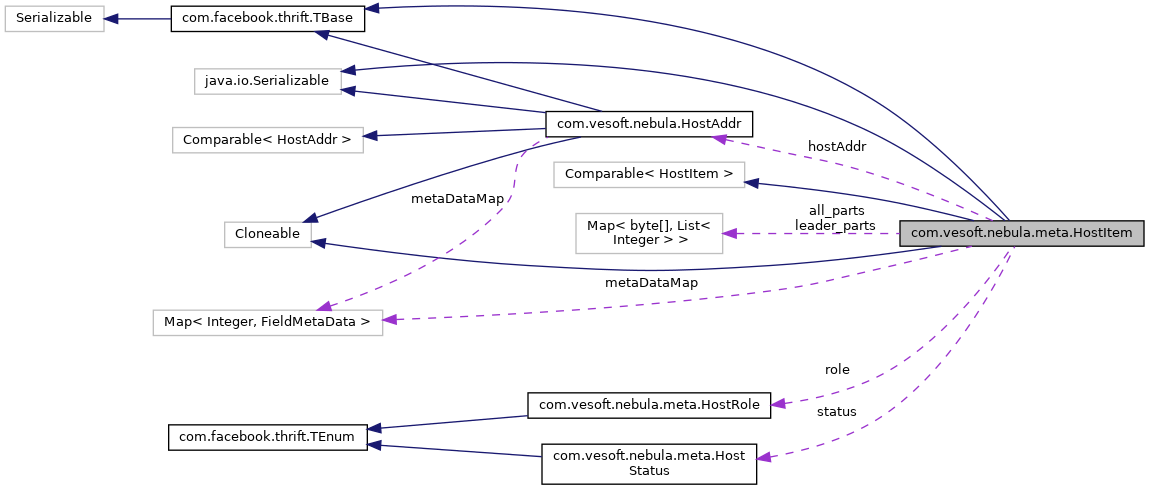 Serializable
com.facebook.thrift.TBase
java.io.Serializable
com.vesoft.nebula.HostAddr
Comparable< HostAddr >
hostAddr
Comparable< HostItem >
metaDataMap
all_parts
leader_parts
Map< byte[], List<
Integer > >
Cloneable
com.vesoft.nebula.meta.HostItem
metaDataMap
Map< Integer, FieldMetaData >
role
com.vesoft.nebula.meta.HostRole
status
com.facebook.thrift.TEnum
com.vesoft.nebula.meta.Host
Status